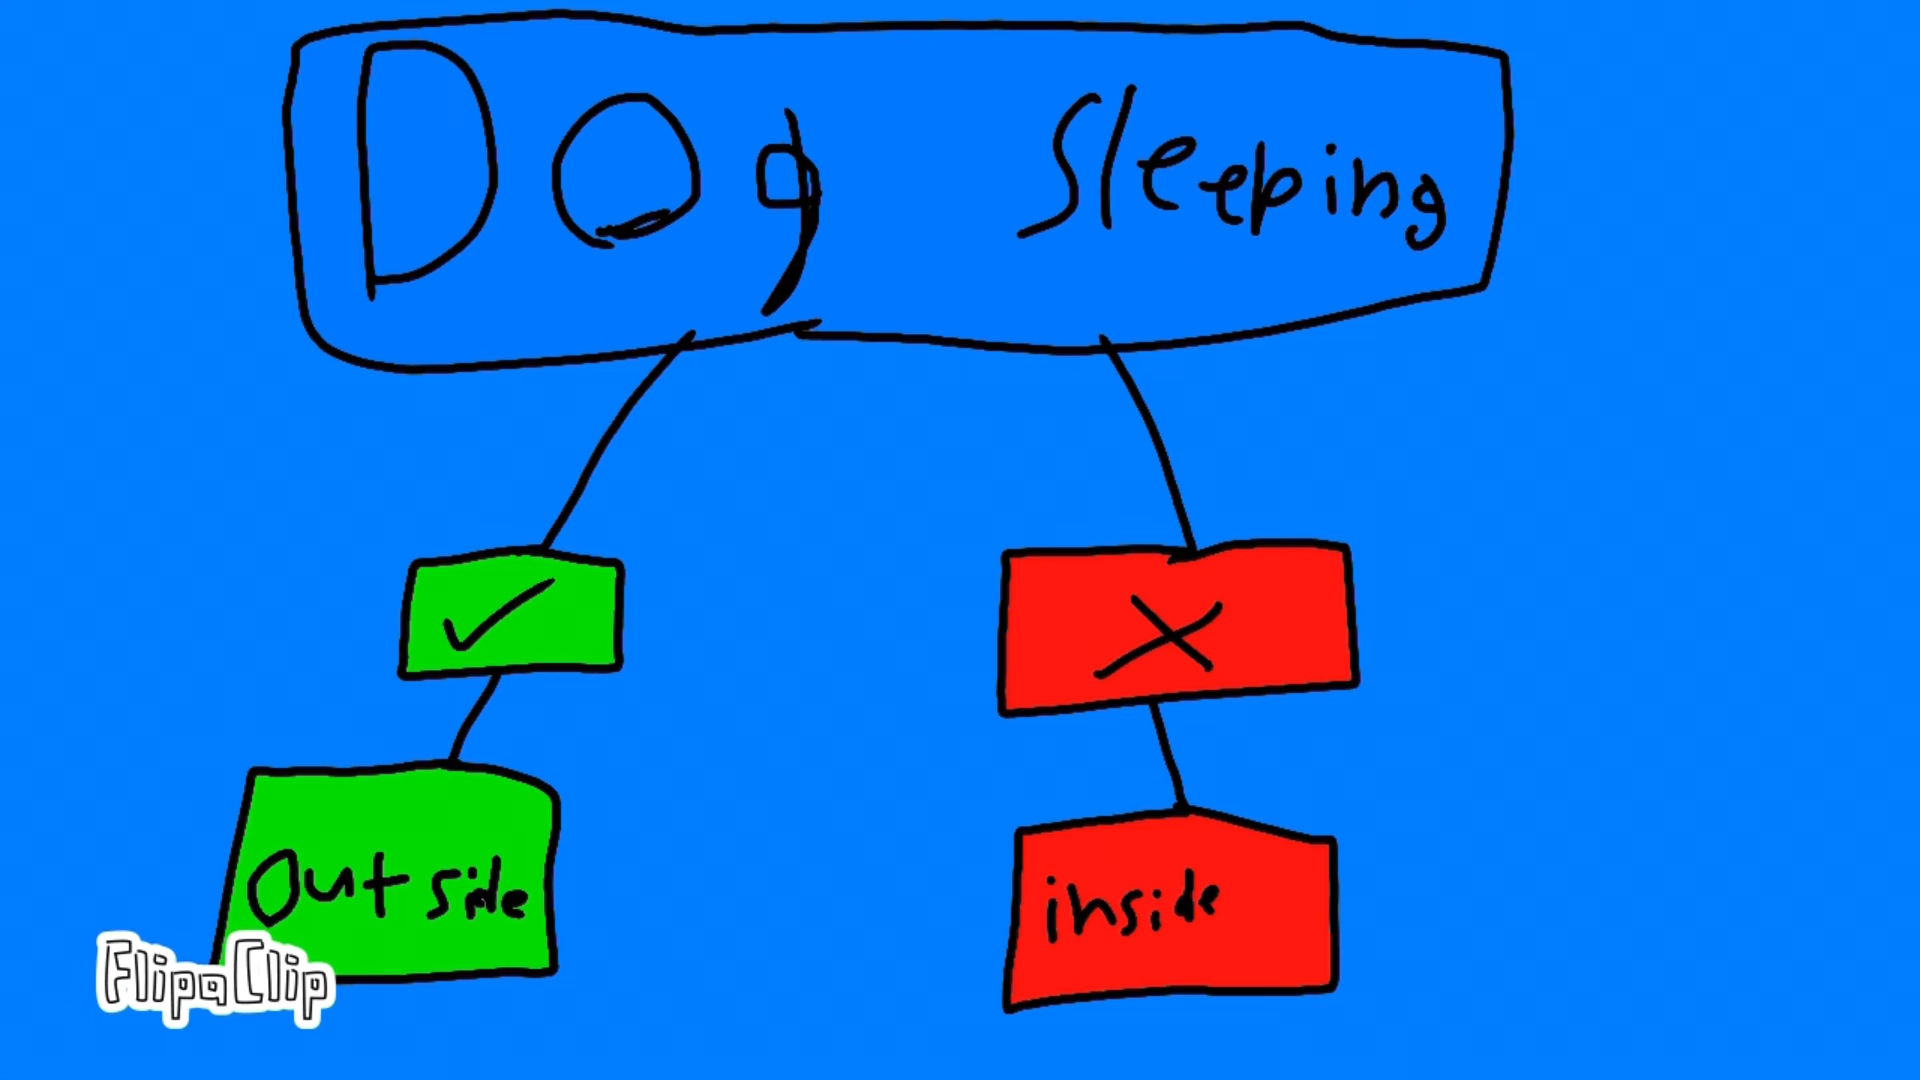 DOg Sleeping
✓
X
outside
inside
FlipaClip